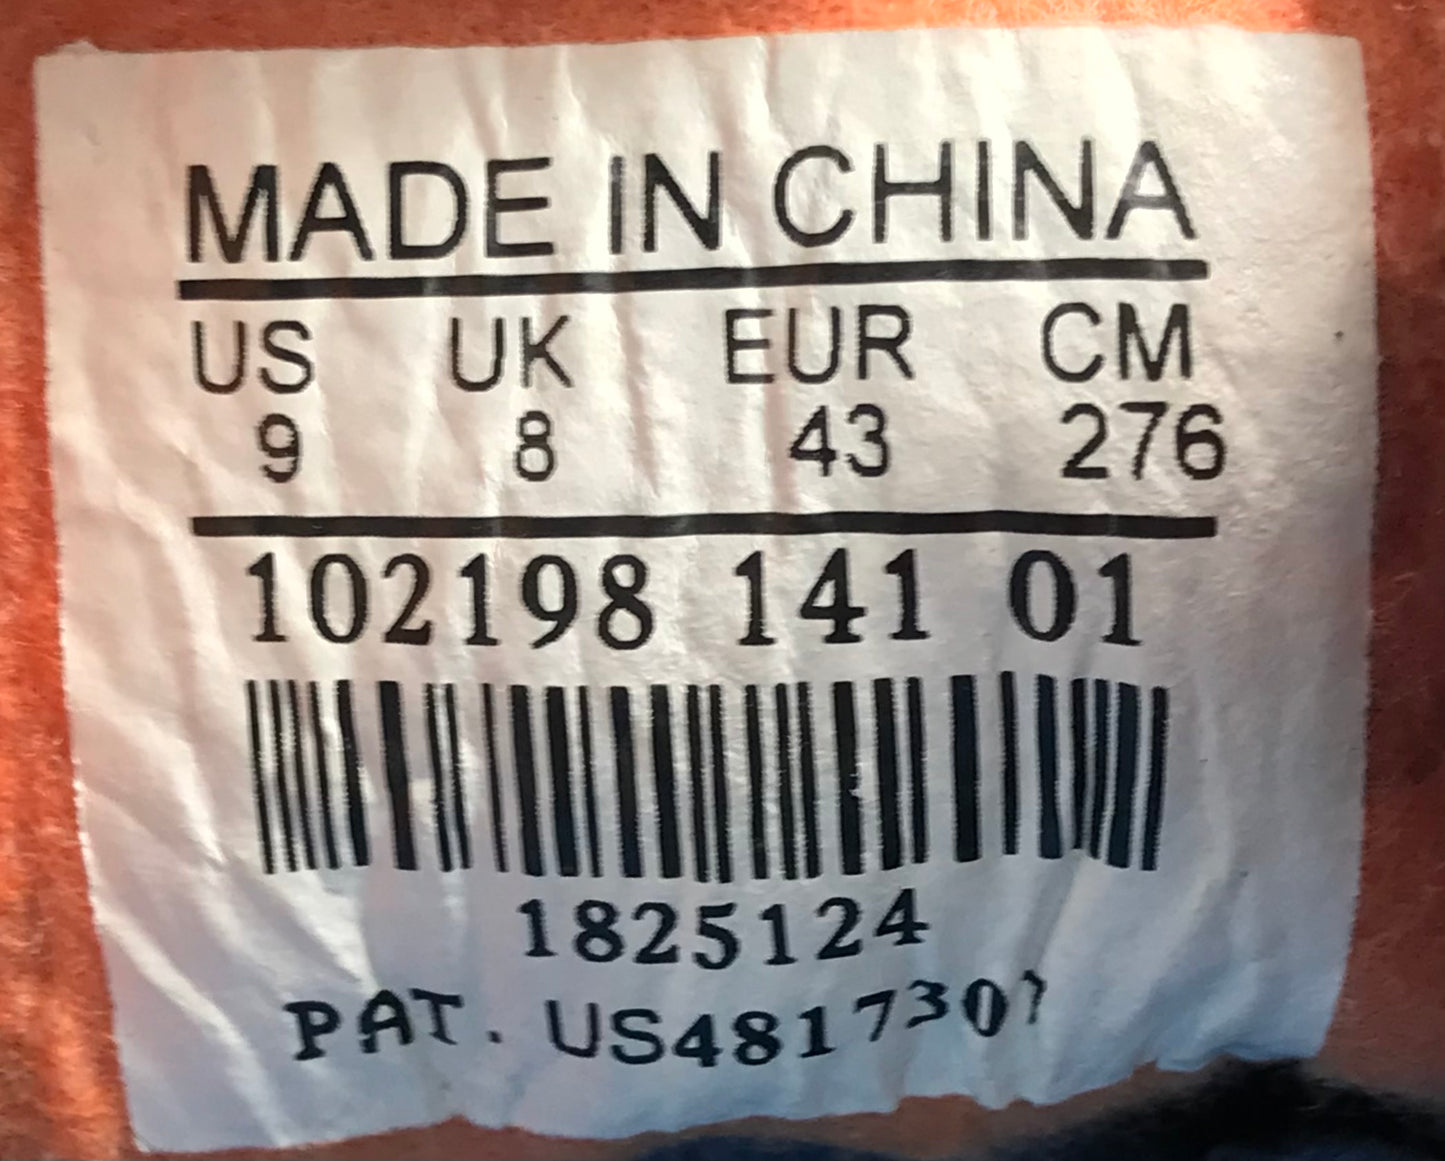 MADE IN CHINA
US UK EUR CM
9 8 43 276
102198 141 01
1825124
PAT. US4817307